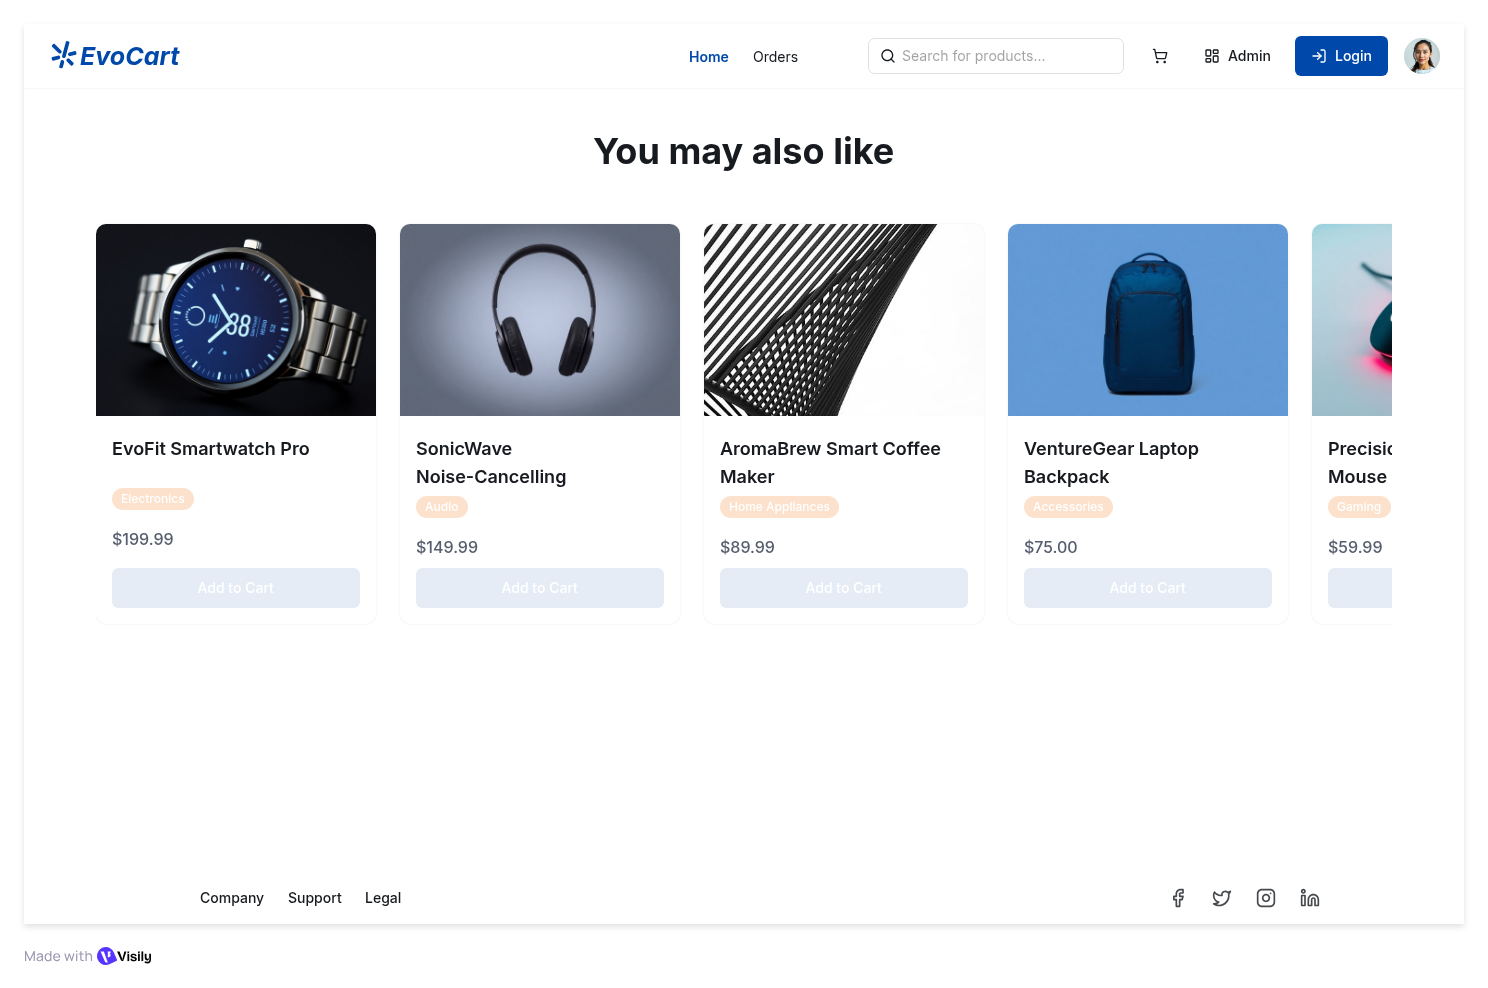 EvoCart
Home
Orders
Search for products...
Admin
Login
You may also like
EvoFit Smartwatch Pro
Electronics
$199.99
Add to Cart
SonicWave
Noise-Cancelling
Audio
$149.99
Add to Cart
AromaBrew Smart Coffee
Maker
Home Appliances
$89.99
Add to Cart
VentureGear Laptop
Backpack
Accessories
$75.00
Add to Cart
Mouse
Gaming
$59.99
Company
Support
Legal
Made with Visily